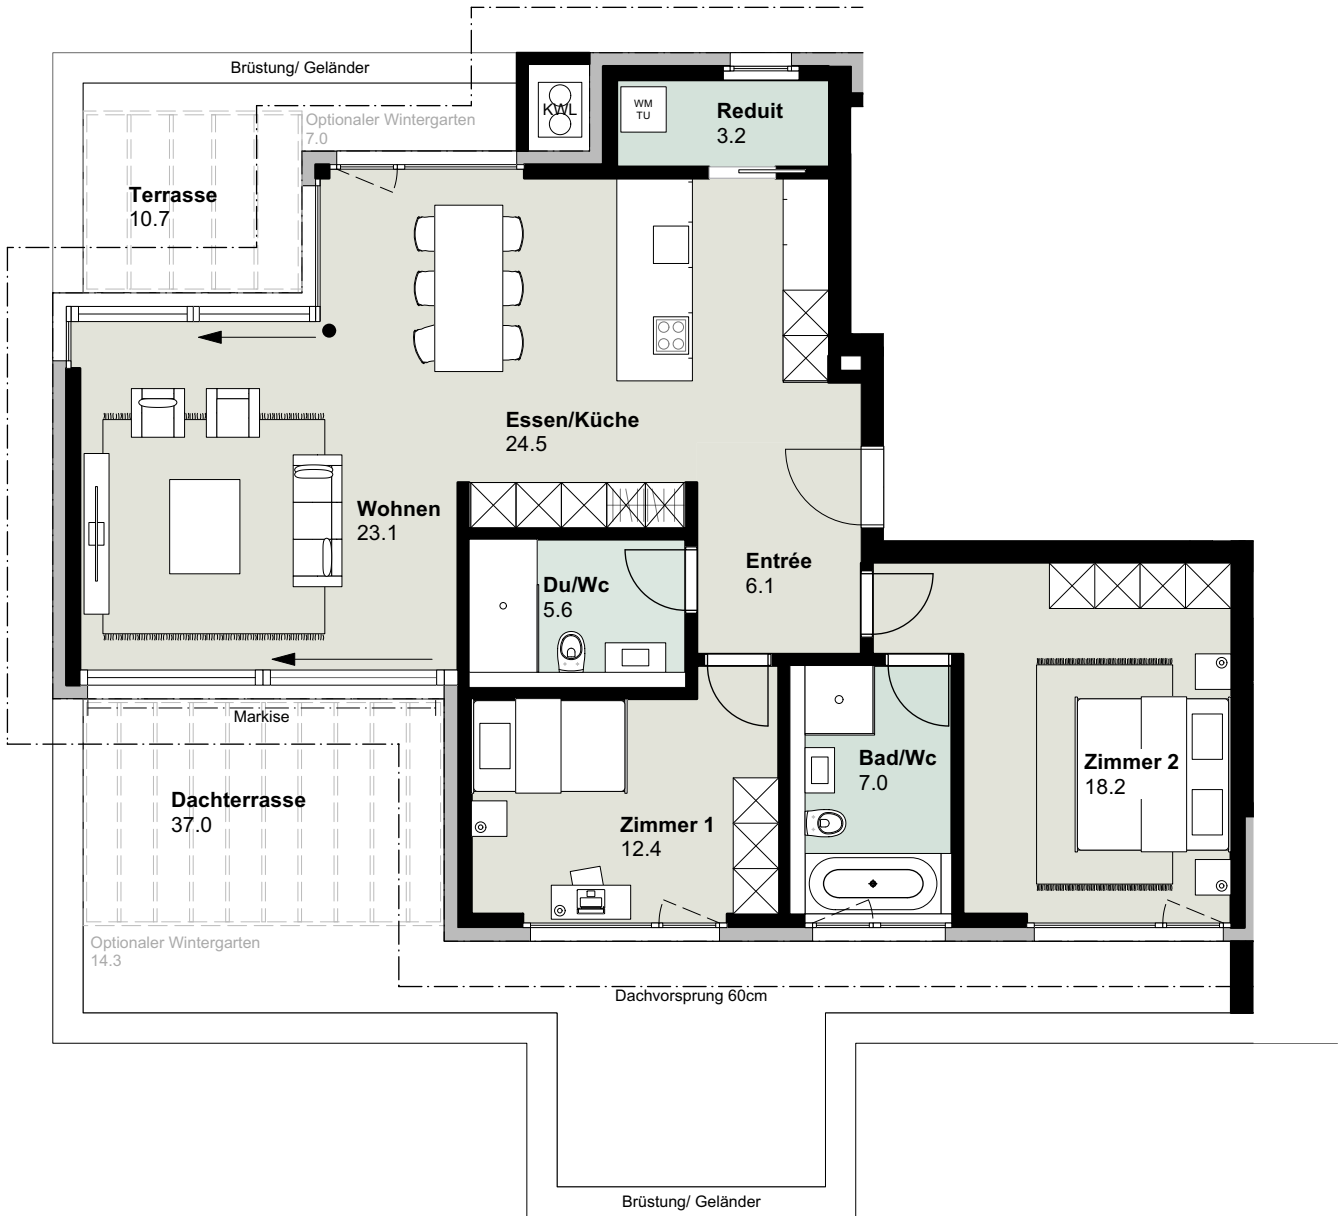 Brüstung/ Geländer
KWL
WM
TU
Reduit
3.2
Optionaler Wintergarten
7.0
Terrasse
10.7
Essen/Küche
24.5
Wohnen
23.1
Entrée
6.1
Du/Wc
5.6
Markise
Bad/Wc
7.0
Zimmer 2
18.2
Dachterrasse
37.0
Zimmer 1
12.4
Optionaler Wintergarten
14.3
Dachvorsprung 60cm
Brüstung/ Geländer